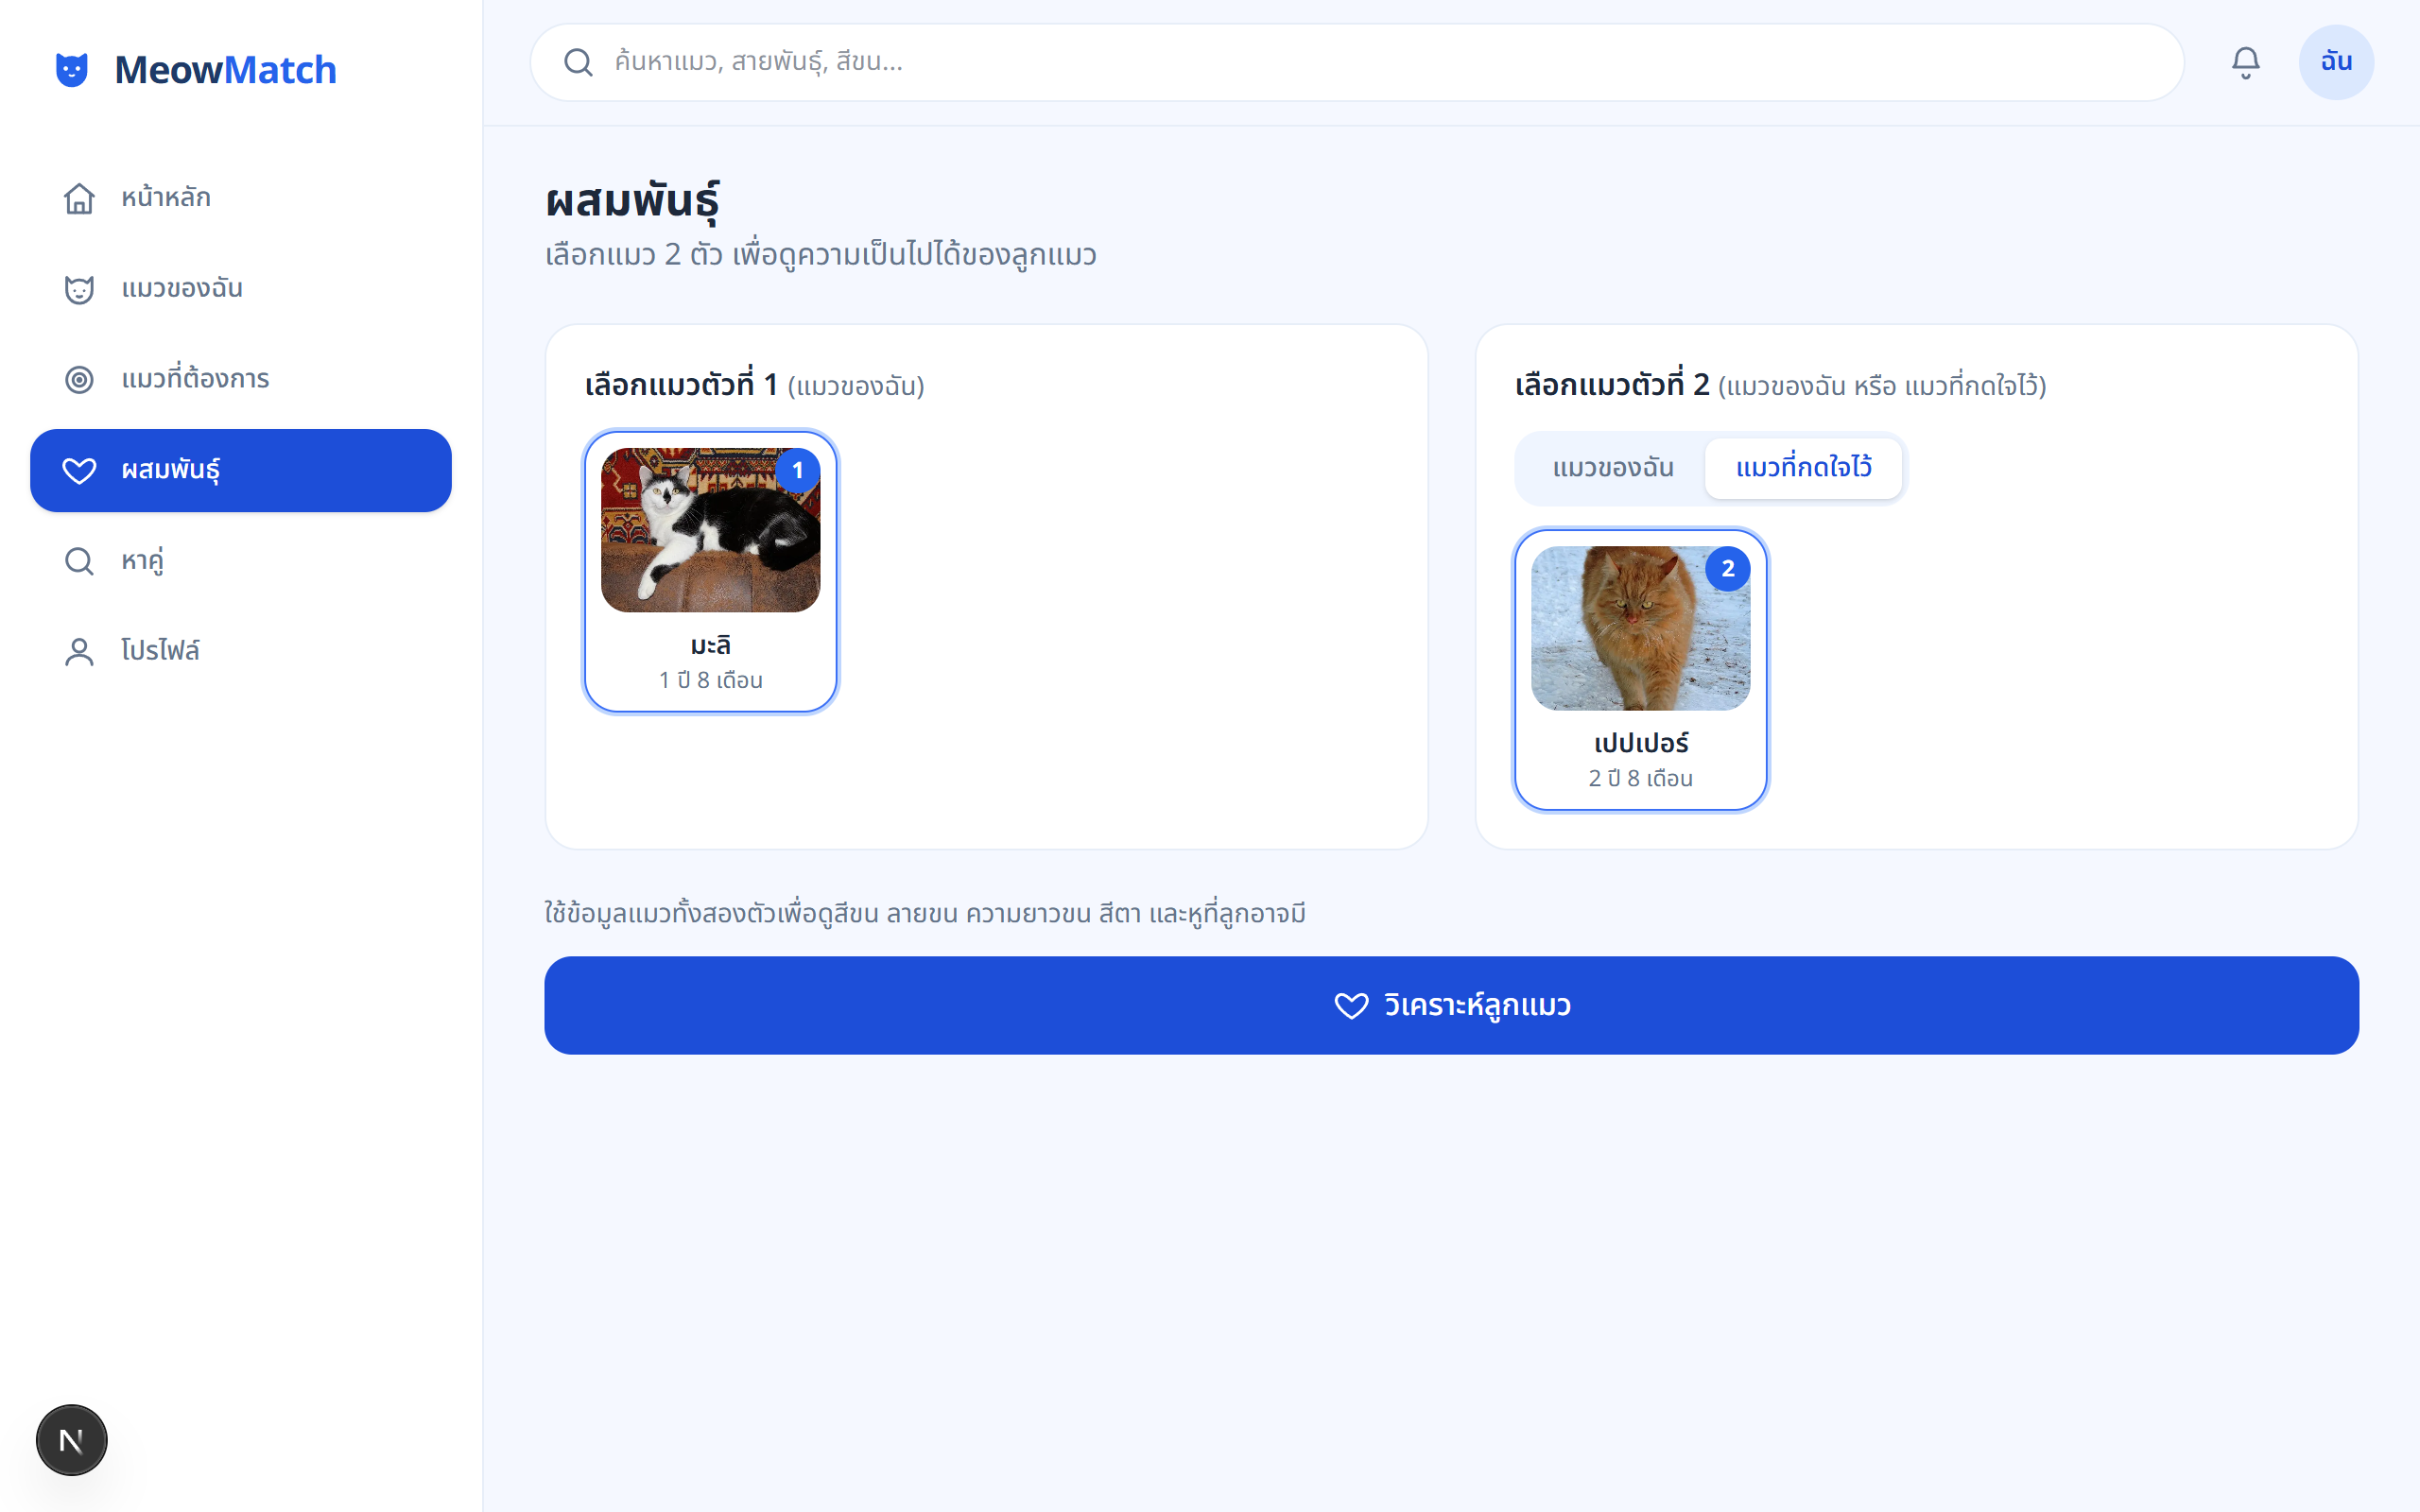 MeowMatch
ค้นหาแมว, สายพันธุ์, สีขน...
ฉัน
หน้าหลัก
แมวของฉัน
แมวที่ต้องการ
ผสมพันธุ์
หาคู่
โปรไฟล์
ผสมพันธุ์
เลือกแมว 2 ตัว เพื่อดูความเป็นไปได้ของลูกแมว
เลือกแมวตัวที่ 1 (แมวของฉัน)
1
มะลิ
1 ปี 8 เดือน
เลือกแมวตัวที่ 2 (แมวของฉัน หรือ แมวที่กดใจไว้)
แมวของฉัน แมวที่กดใจไว้
2
เปปเปอร์
2 ปี 8 เดือน
ใช้ข้อมูลแมวทั้งสองตัวเพื่อดูสีขน ลายขน ความยาวขน สีตา และหูที่ลูกอาจมี
วิเคราะห์ลูกแมว
N